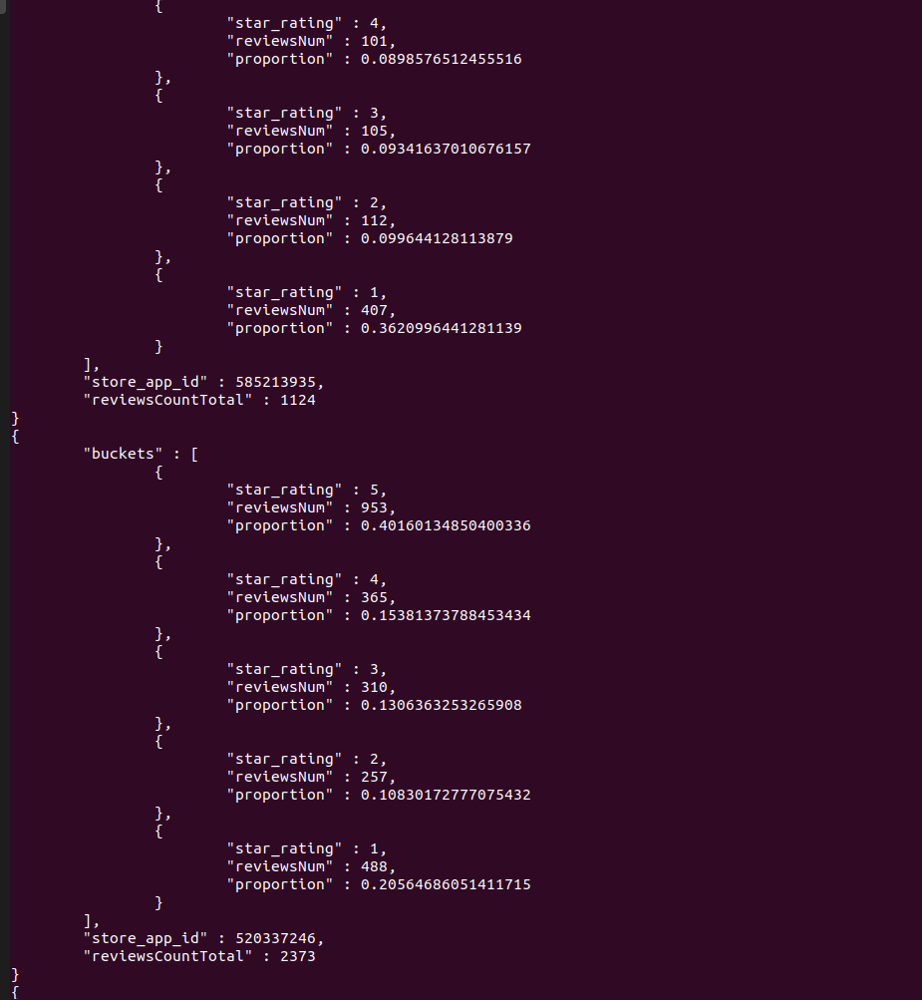 {
"star_rating" : 4,
"reviewsNum" : 101,
"proportion" : 0.0898576512455516
},
{
"star_rating" : 3,
"reviewsNum" : 105,
"proportion" : 0.09341637010676157
},
{
"star_rating" : 2,
"reviewsNum" : 112,
"proportion" : 0.099644128113879
},
{
"star_rating" : 1,
"reviewsNum" : 407,
"proportion" : 0.3620996441281139
}
],
"store_app_id" : 585213935,
"reviewsCountTotal" : 1124
}
{
"buckets" : [
{
"star_rating" : 5,
"reviewsNum" : 953,
"proportion" : 0.40160134850400336
},
{
"star_rating" : 4,
"reviewsNum" : 365,
"proportion" : 0.15381373788453434
},
{
"star_rating" : 3,
"reviewsNum" : 310,
"proportion" : 0.1306363253265908
},
{
"star_rating" : 2,
"reviewsNum" : 257,
"proportion" : 0.10830172777075432
},
{
"star_rating" : 1,
"reviewsNum" : 488,
"proportion" : 0.20564686051411715
}
],
"store_app_id" : 520337246,
"reviewsCountTotal" : 2373
}
{